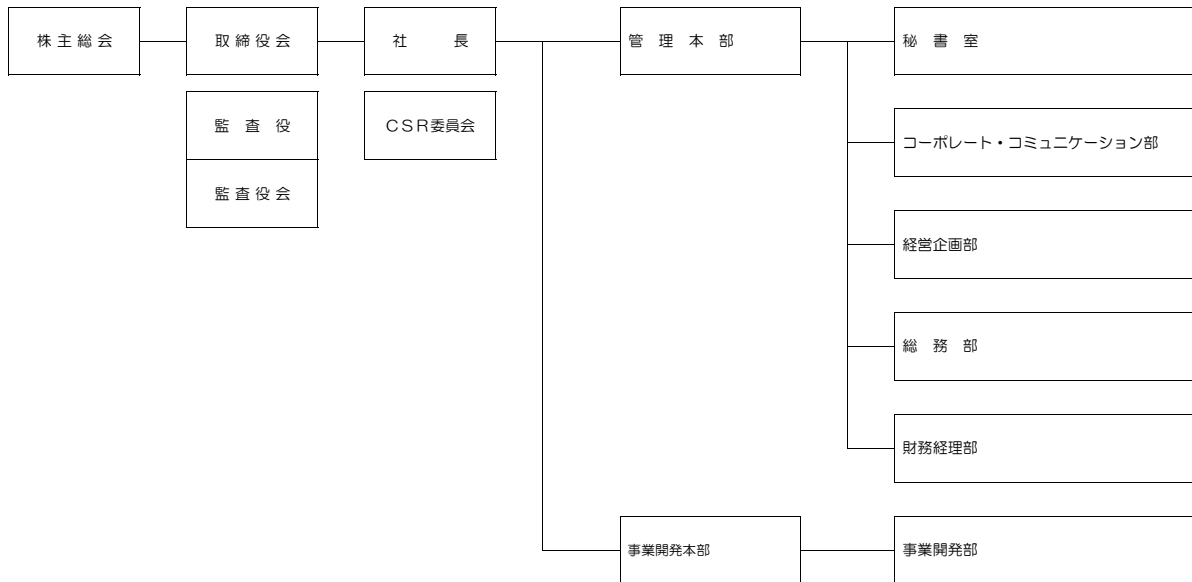 株主総会
取締役会
社　長
管理本部
秘書室
監査役
CSR委員会
コーポレート・コミュニケーション部
監査役会
経営企画部
総務部
財務経理部
事業開発本部
事業開発部